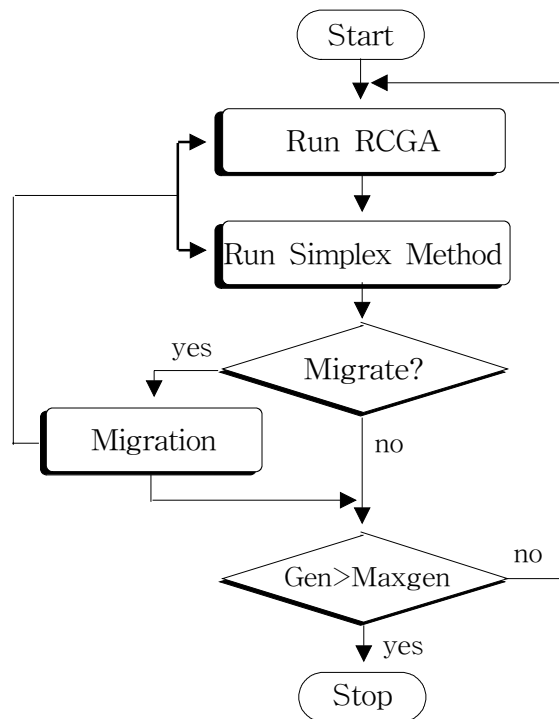 Start
Run RCGA
Run Simplex Method
yes
Migrate?
Migration
no
Gen>Maxgen
no
yes
Stop